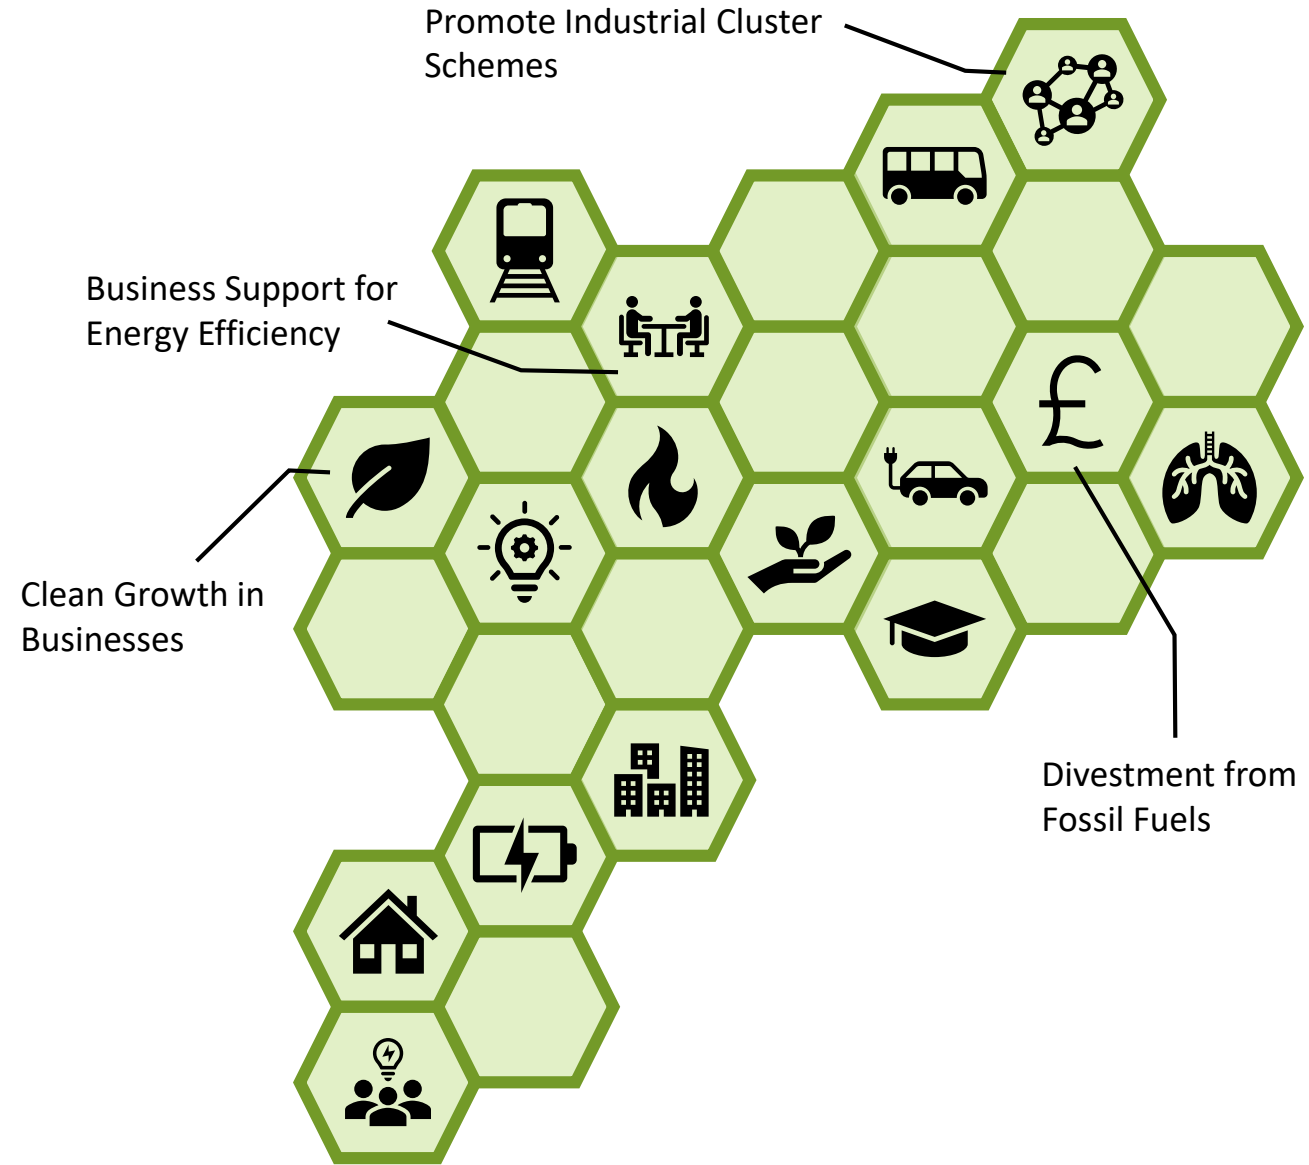 Promote Industrial Cluster
Schemes
Business Support for
Energy Efficiency
£
Clean Growth in
Businesses
Divestment from
Fossil Fuels